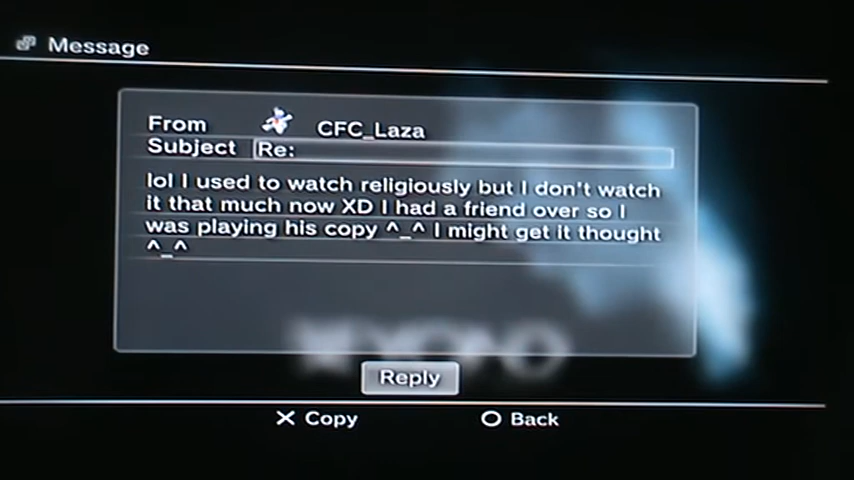 Message
From CFC_Laza
Subject Re:
lol I used to watch religiously but I don't watch
it that much now XD I had a friend over so I
was playing his copy ^_^ I might get it thought
^_^
Reply
X Copy O Back